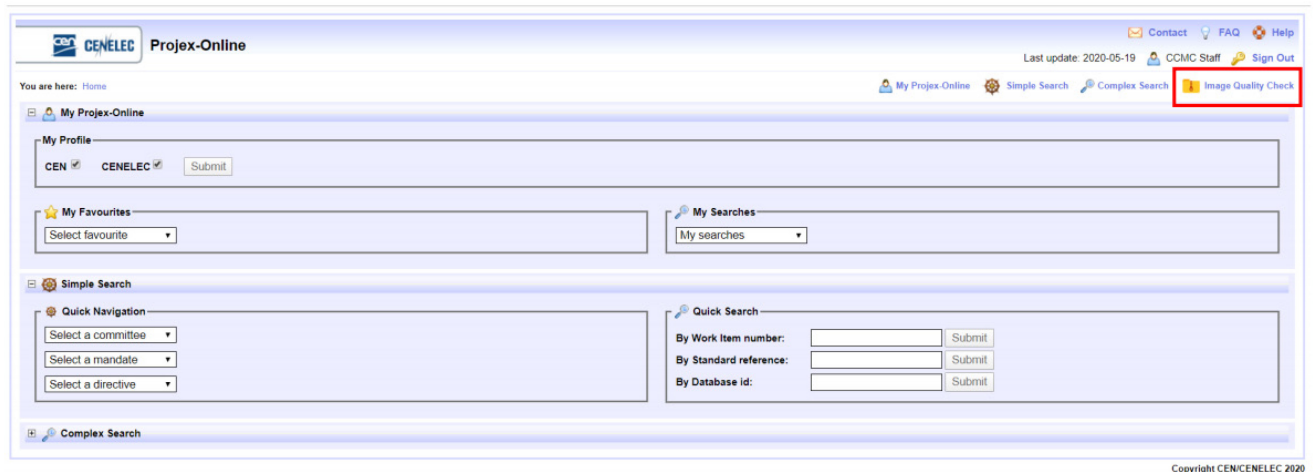 Contact FAQ Help
cen CENELEC Projex-Online
Last update: 2020-05-19 CCMC Staff Sign Out
You are here: Home My Projex-Online Simple Search Complex Search Image Quality Check
My Projex-Online
My Profile
CEN CENELEC Submit
My Favourites My Searches
Select favourite My searches
Simple Search
Quick Navigation Quick Search
Select a committee By Work Item number: Submit
Select a mandate By Standard reference: Submit
Select a directive By Database id: Submit
Complex Search
Copyright CEN/CENELEC 2020